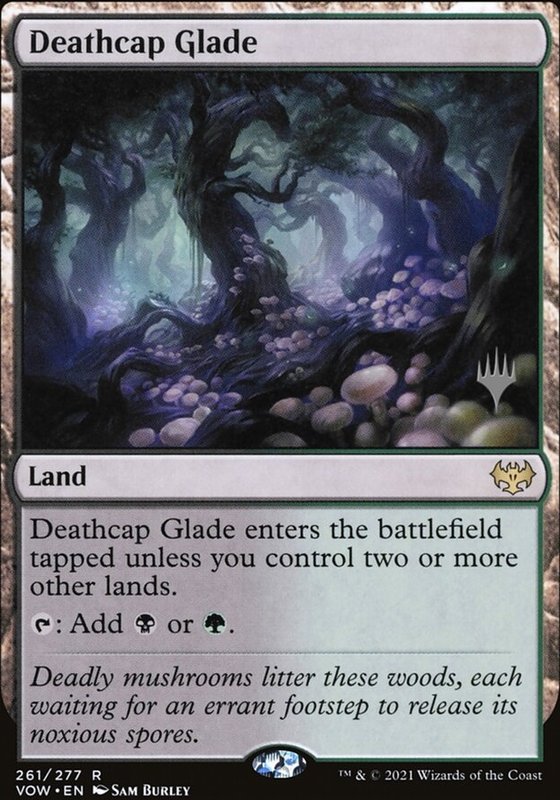 Deathcap Glade
Land
Deathcap Glade enters the battlefield
tapped unless you control two or more
other lands.
: Add or .
Deadly mushrooms litter these woods, each
waiting for an errant footstep to release its
noxious spores.
261/277 R
VOW • EN Sam Burley
™ & © 2021 Wizards of the Coast